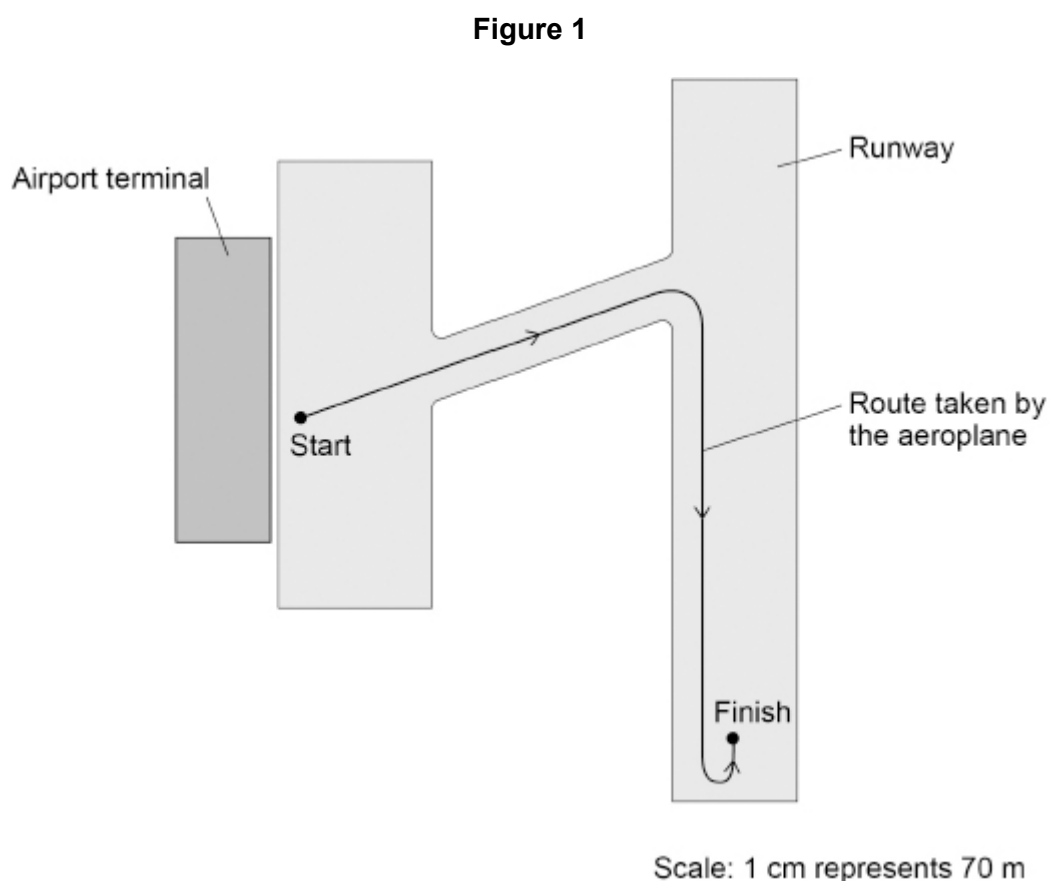 Figure 1
Airport terminal
Runway
Start
Route taken by
the aeroplane
Finish
Scale: 1 cm represents 70 m